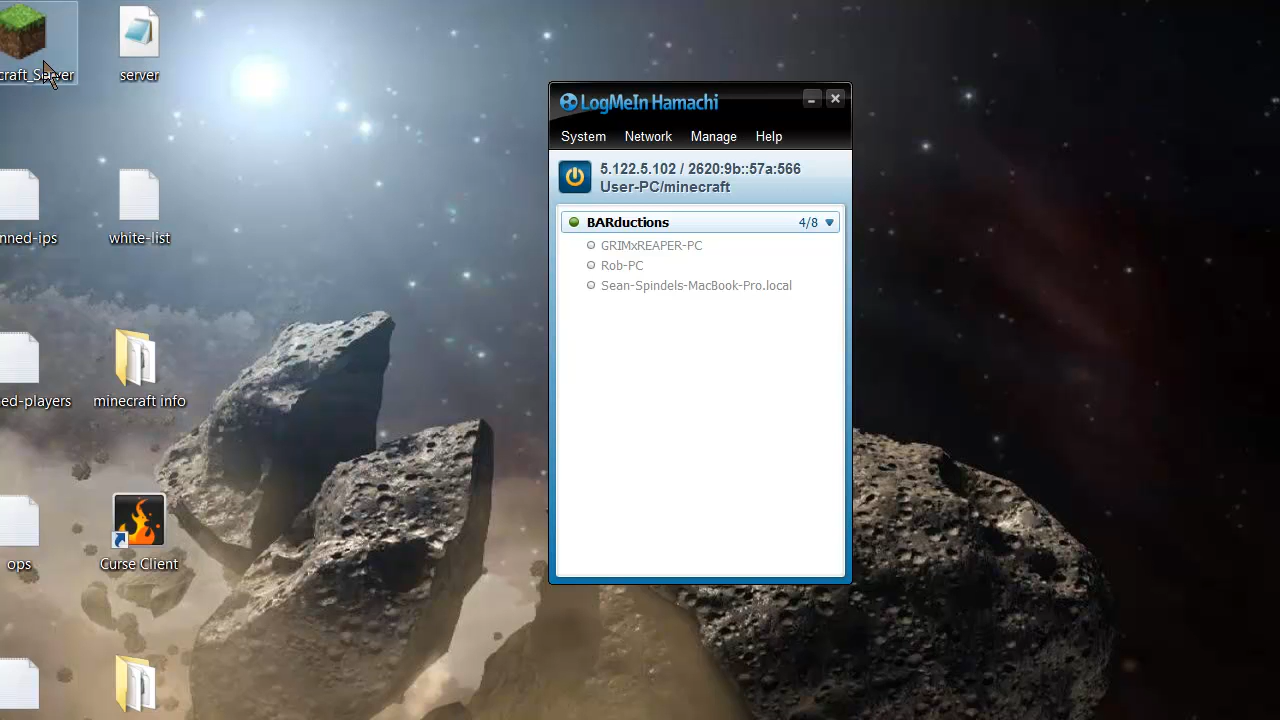 craft_Server
server
LogMeIn Hamachi
System Network Manage Help
5.122.5.102 / 2620:9b::57a:566
User-PC/minecraft
BARductions 4/8
GRIMxREAPER-PC
Rob-PC
Sean-Spindels-MacBook-Pro.local
nned-ips
white-list
ed-players
minecraft info
ops
Curse Client